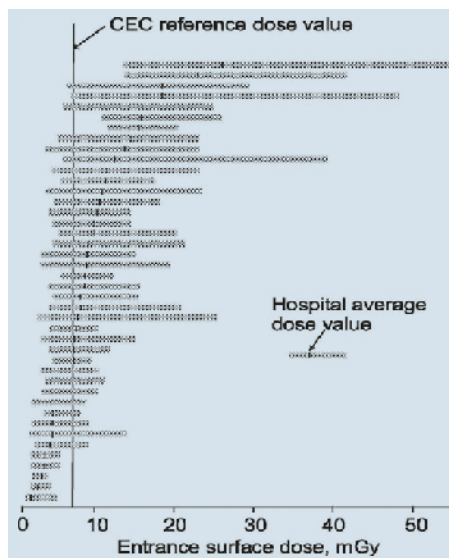 CEC reference dose value
Hospital average
dose value
0 10 20 30 40 50
Entrance surface dose, mGy